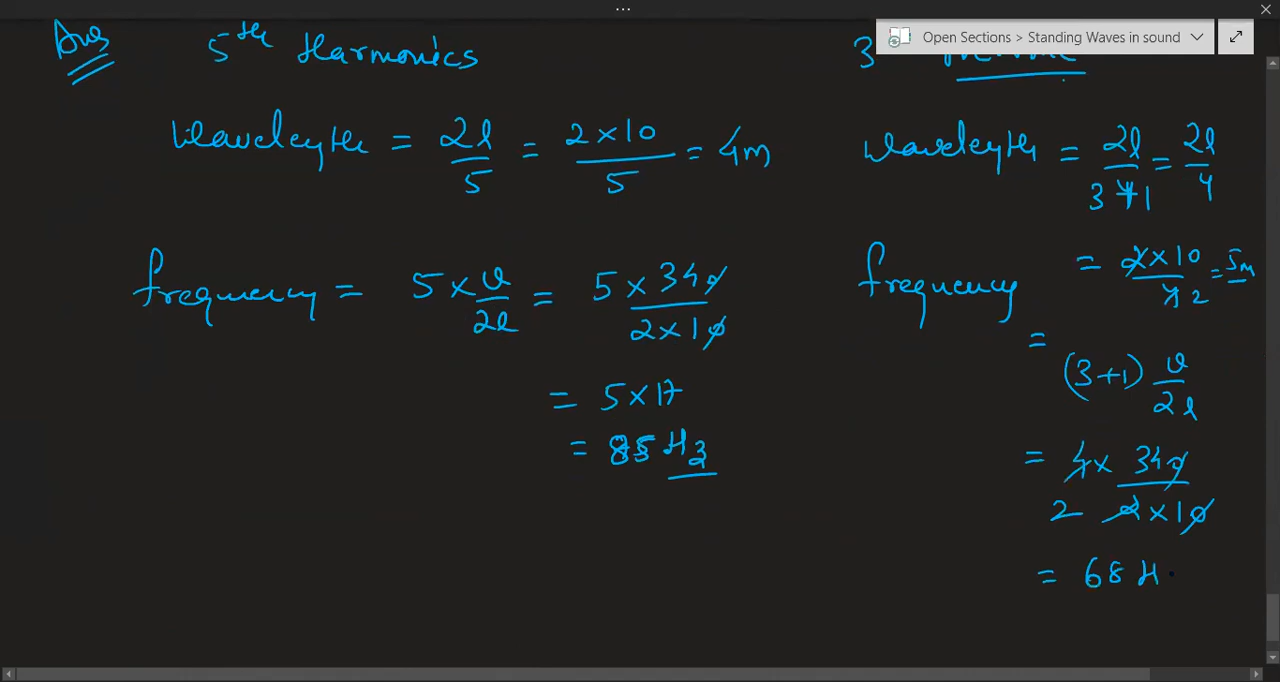 Open Sections > Standing Waves in sound
Ans 5th Harmonics
wavelength = 2l/5 = 2×10/5 = 4m
frequency = 5 × v/2l = 5 × 340/2×10
= 5×17
= 85 Hz
3
wavelength = 2l/3+1 = 2l/4
= 2×10/4 2 = 5m
frequency
=
(3+1) v/2l
= 4× 340
2 2×10
= 68 H